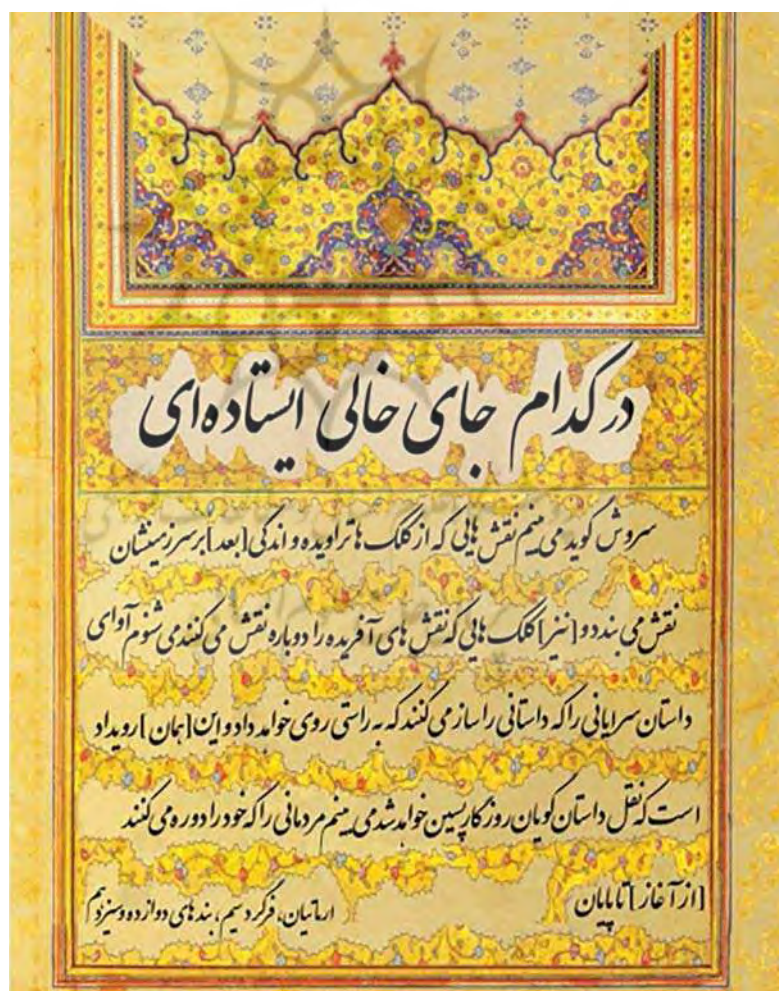 در کدام جای خالی ایستاده‌ای
سروش گوید می بینم نقش هایی که از کلک ها تراویده و اندکی [بعد] بر سرزمینشان
نقش می بندد و [نیز] کلک هایی که نقش های آفریده را دوباره نقش می کنند می شنوم آوای
داستان سرایانی را که داستانی را ساز می کنند که به راستی روی خواهد داد و این [همان] رویداد
است که نقل داستان گویان روزگار پسین خواهد شد می بینم مردمانی را که خود را دوره می کنند
[از آغاز] تا پایان
ارماتیان، فرگرد سیم، بندهای دوازده و سیزدهم